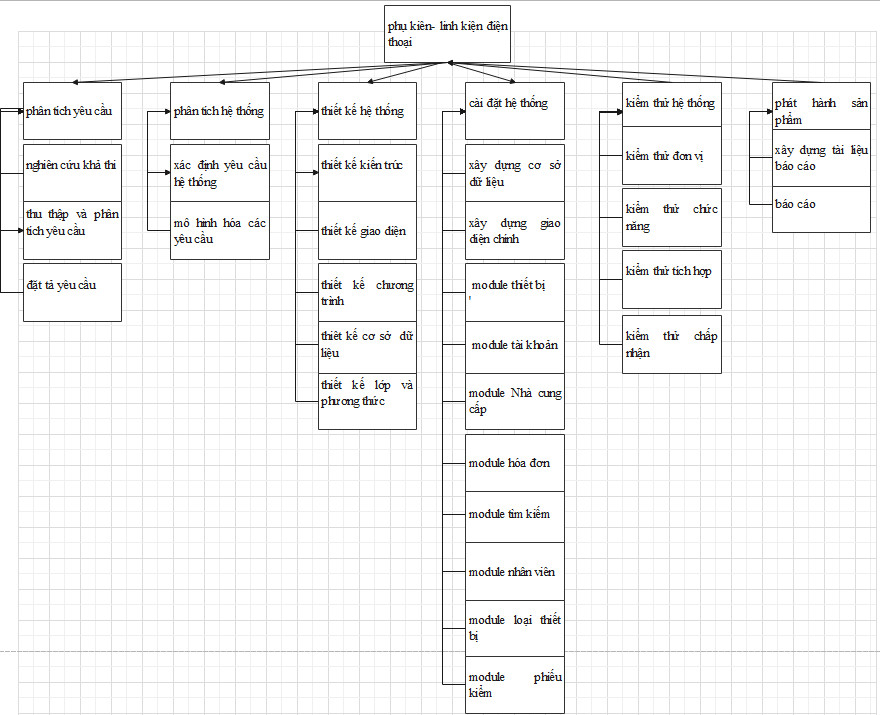 phụ kiên- linh kiện điện
thoại
phân tích yêu cầu
nghiên cứu khả thi
thu thập và phân
tích yêu cầu
đặt tả yêu cầu
phân tích hệ thống
xác định yêu cầu
hệ thống
mô hình hóa các
yêu cầu
thiết kế hệ thống
thiết kế kiến trúc
thiết kế giao diện
thiết kế chương
trình
thiêt kế cơ sở dữ
liệu
thiết kế lớp và
phương thức
cài đặt hệ thống
xây dựng cơ sở
dữ liệu
xây dựng giao
diện chính
module thiết bị
'
module tài khoản
module Nhà cung
cấp
module hóa đơn
module tìm kiếm
module nhân viên
module loại thiết
bị
module phiếu
kiểm
kiểm thử hệ thống
kiểm thử đơn vị
kiểm thử chức
năng
kiểm thử tích hợp
kiểm thử chấp
nhận
phát hành sản
phẩm
xây dựng tài liệu
báo cáo
báo cáo